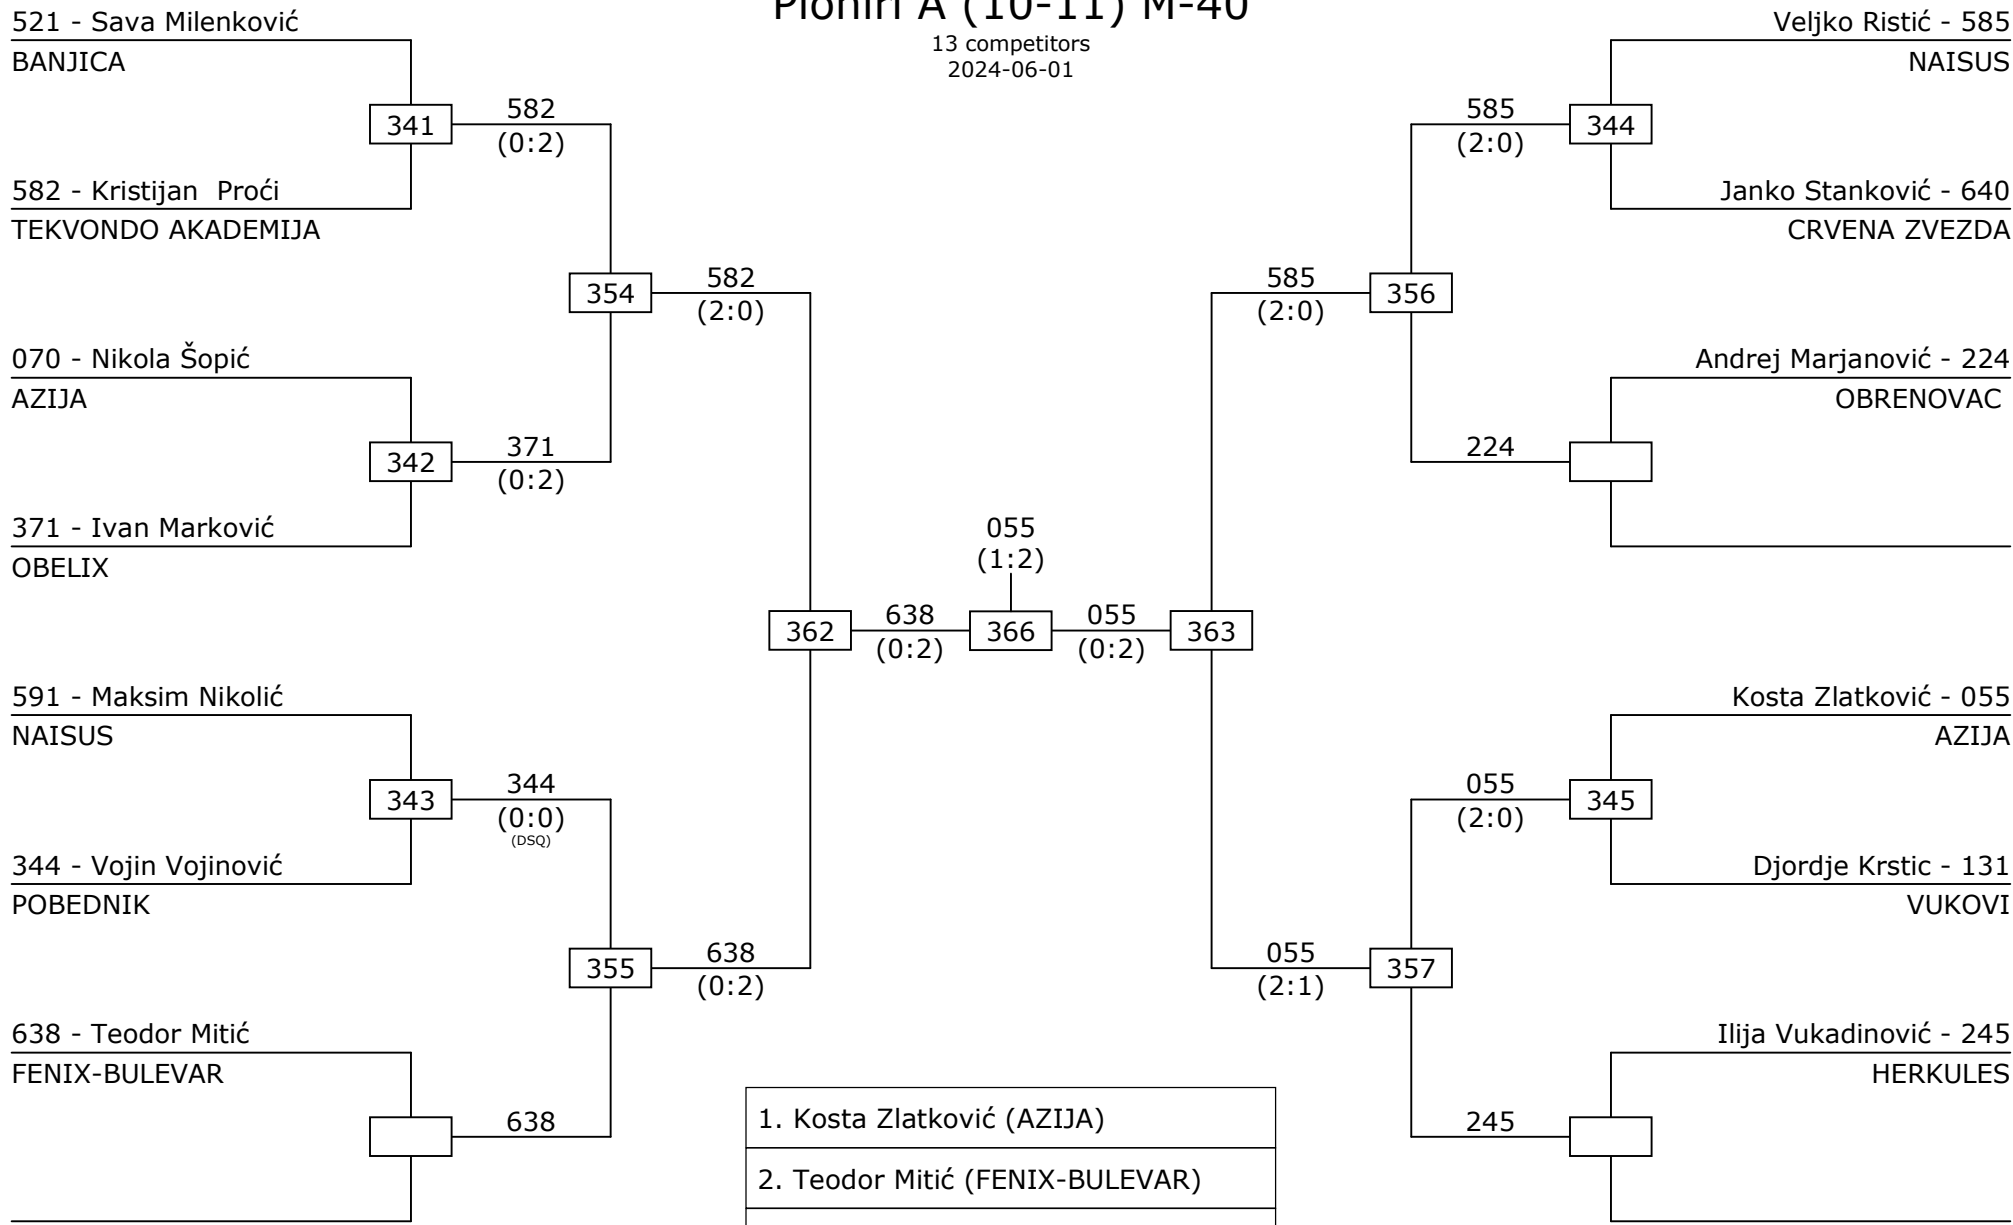 Pionirl A (10-11) M-40
13 competitors
2024-06-01
521 - Sava Milenković
BANJICA
341
582
(0:2)
582 - Kristijan  Proći
TEKVONDO AKADEMIJA
354
582
(2:0)
070 - Nikola Šopić
AZIJA
342
371
(0:2)
371 - Ivan Marković
OBELIX
591 - Maksim Nikolić
NAISUS
343
344
(0:0)
(DSQ)
344 - Vojin Vojinović
POBEDNIK
355
638
(0:2)
638 - Teodor Mitić
FENIX-BULEVAR
638
362
638
(0:2)
055
(1:2)
366
055
(0:2)
363
Veljko Ristić - 585
NAISUS
585
(2:0)
344
Janko Stanković - 640
CRVENA ZVEZDA
585
(2:0)
356
Andrej Marjanović - 224
OBRENOVAC
224
Kosta Zlatković - 055
AZIJA
055
(2:0)
345
Djordje Krstic - 131
VUKOVI
055
(2:1)
357
Ilija Vukadinović - 245
HERKULES
245
1. Kosta Zlatković (AZIJA)
2. Teodor Mitić (FENIX-BULEVAR)